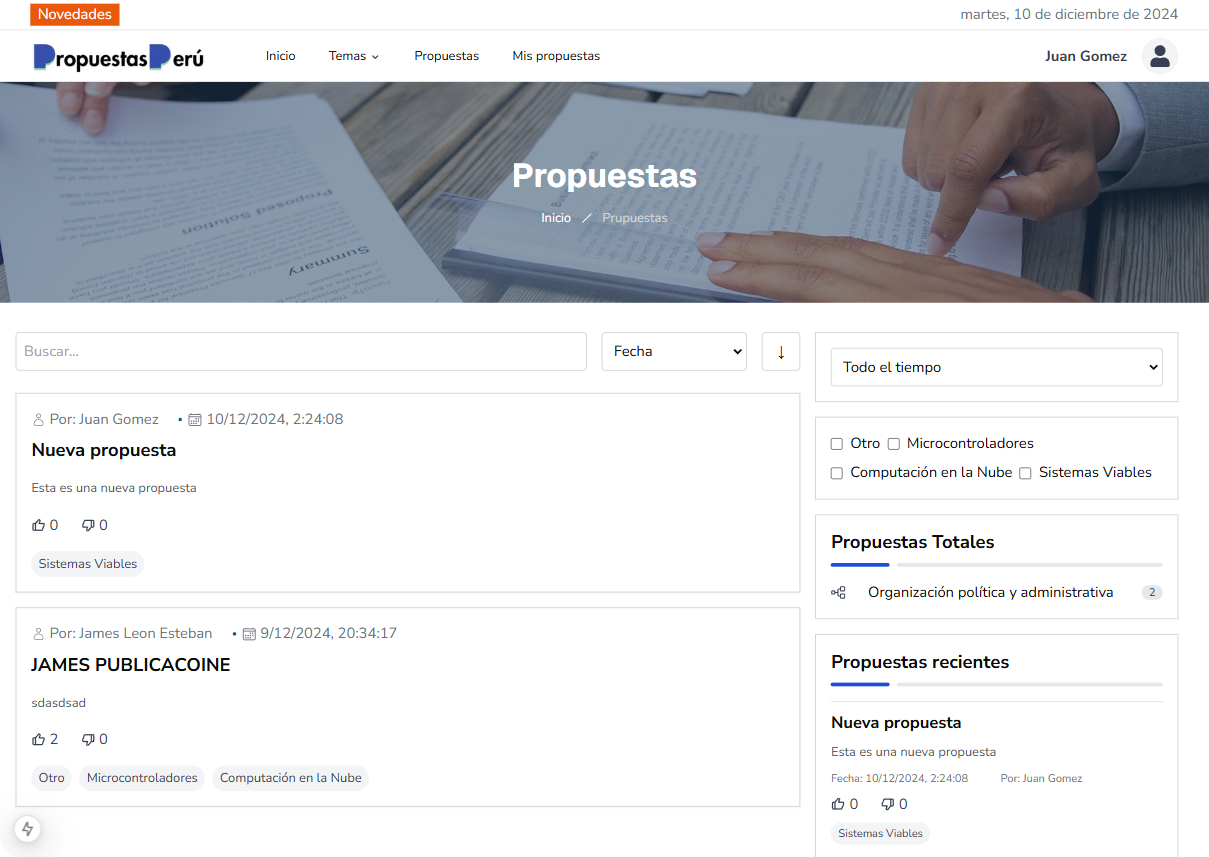 Novedades
martes, 10 de diciembre de 2024
PropuestasPerú
Inicio Temas Propuestas Mis propuestas
Juan Gomez
Proposed Solution
Summary
Propuestas
Inicio / Prupuestas
Buscar...
Fecha
↓
Por: Juan Gomez • 10/12/2024, 2:24:08
Nueva propuesta
Esta es una nueva propuesta
0 0
Sistemas Viables
Por: James Leon Esteban • 9/12/2024, 20:34:17
JAMES PUBLICACOINE
sdasdsad
2 0
Otro Microcontroladores Computación en la Nube
Todo el tiempo
Otro Microcontroladores
Computación en la Nube Sistemas Viables
Propuestas Totales
Organización política y administrativa 2
Propuestas recientes
Nueva propuesta
Esta es una nueva propuesta
Fecha: 10/12/2024, 2:24:08 Por: Juan Gomez
0 0
Sistemas Viables